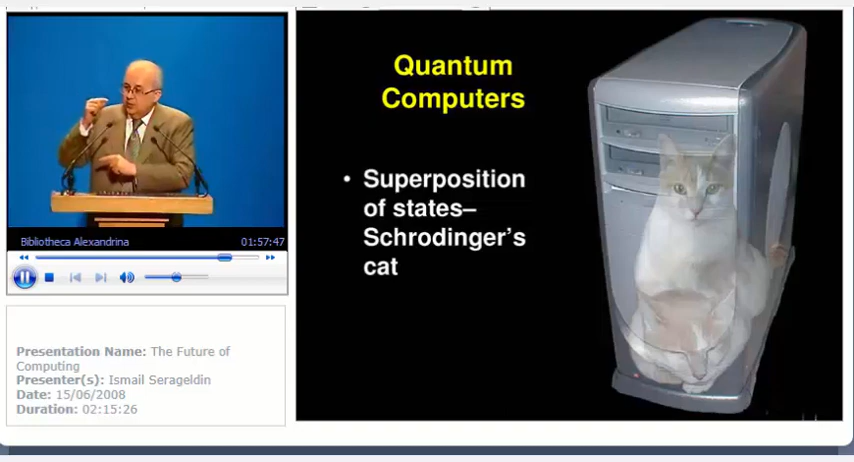 Quantum
Computers
• Superposition
of states–
Schrodinger's
cat
Bibliotheca Alexandrina 01:57:47
Presentation Name: The Future of
Computing
Presenter(s): Ismail Serageldin
Date: 15/06/2008
Duration: 02:15:26